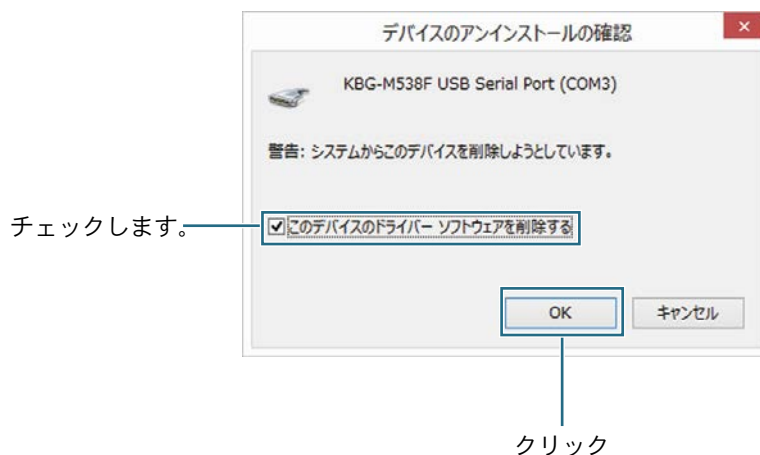 デバイスのアンインストールの確認
KBG-M538F USB Serial Port (COM3)
警告: システムからこのデバイスを削除しようとしています。
チェックします。
このデバイスのドライバー ソフトウェアを削除する
OK
キャンセル
クリック